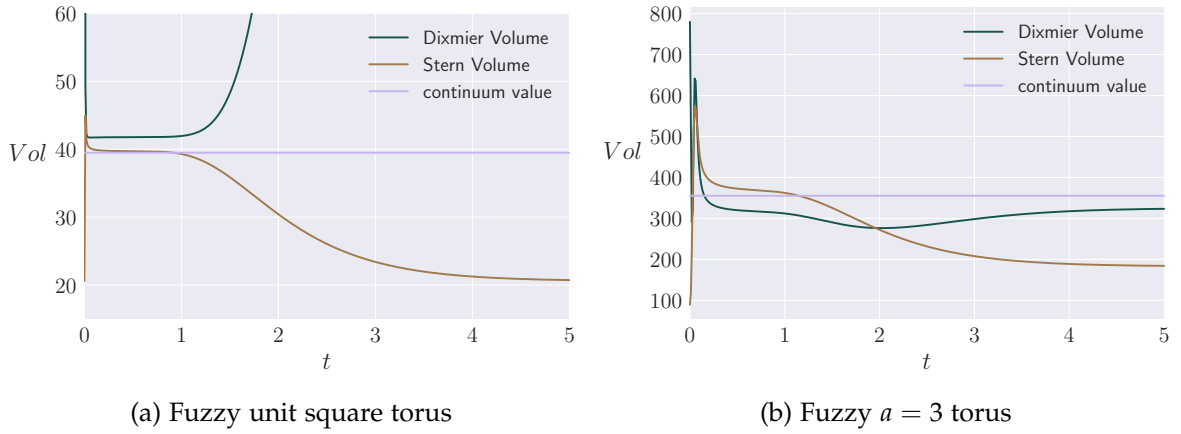 60
50
40
30
20
Vol
Dixmier Volume
Stern Volume
continuum value
0 1 2 3 4 5
t
(a) Fuzzy unit square torus
800
700
600
500
400
300
200
100
Vol
Dixmier Volume
Stern Volume
continuum value
0 1 2 3 4 5
t
(b) Fuzzy a = 3 torus